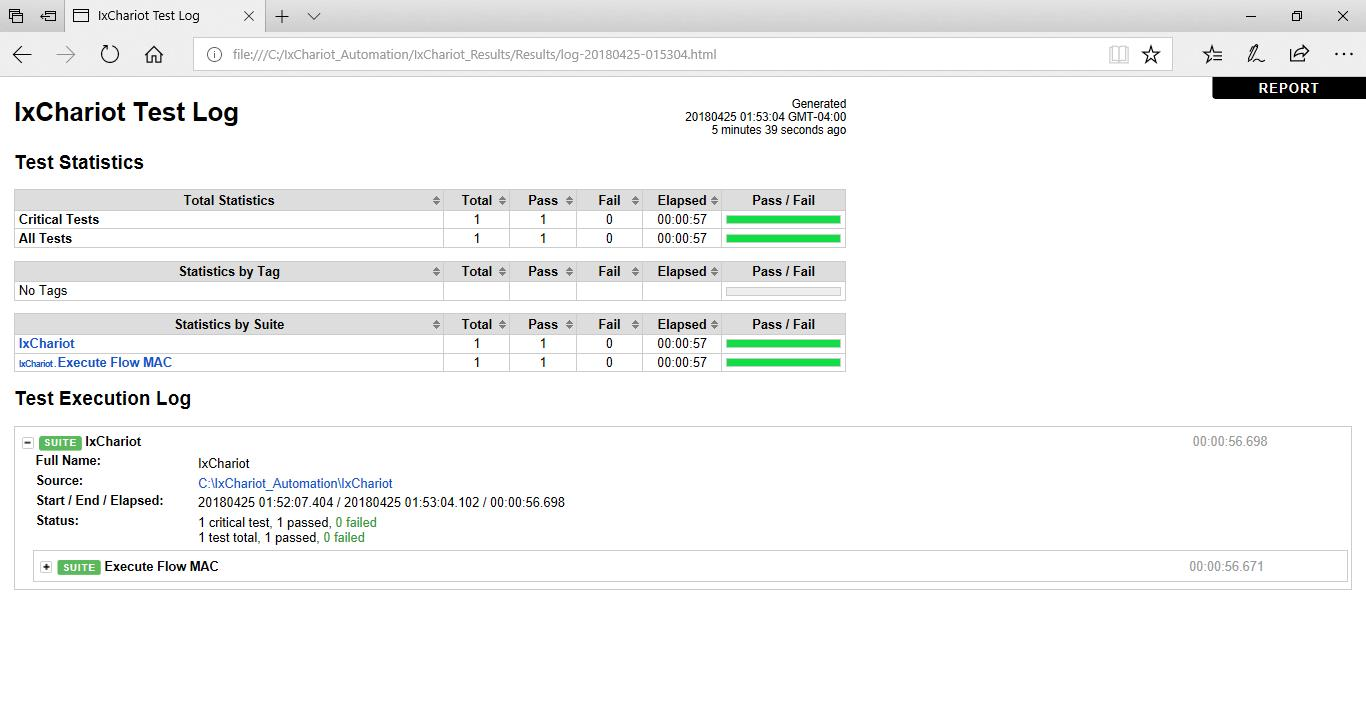 IxChariot Test Log
file:///C:/IxChariot_Automation/IxChariot_Results/Results/log-20180425-015304.html
REPORT
IxChariot Test Log
Generated
20180425 01:53:04 GMT-04:00
5 minutes 39 seconds ago
Test Statistics
Total Statistics Total Pass Fail Elapsed Pass / Fail
Critical Tests 1 1 0 00:00:57
All Tests 1 1 0 00:00:57
Statistics by Tag Total Pass Fail Elapsed Pass / Fail
No Tags
Statistics by Suite Total Pass Fail Elapsed Pass / Fail
IxChariot 1 1 0 00:00:57
IxChariot . Execute Flow MAC 1 1 0 00:00:57
Test Execution Log
SUITE IxChariot 00:00:56.698
Full Name: IxChariot
Source: C:\IxChariot_Automation\IxChariot
Start / End / Elapsed: 20180425 01:52:07.404 / 20180425 01:53:04.102 / 00:00:56.698
Status: 1 critical test, 1 passed, 0 failed
1 test total, 1 passed, 0 failed
SUITE Execute Flow MAC 00:00:56.671